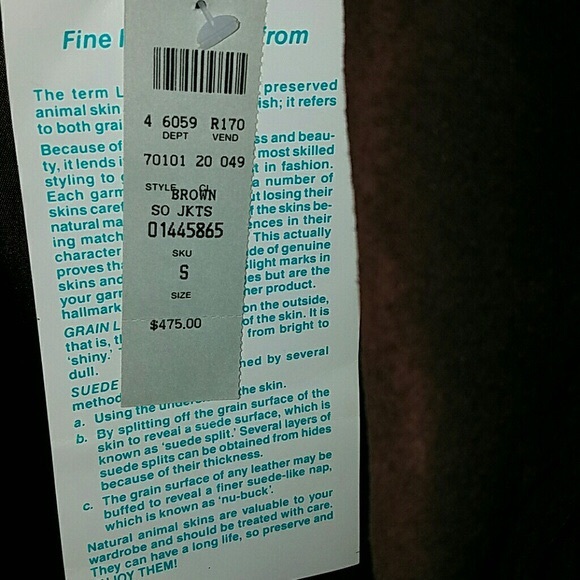 Fine from
4 6059 R170
DEPT VEND
70101 20 049
STYLE CL
BROWN
SO JKTS
01445865
SKU
S
SIZE
$475.00
The term preserved
animal skin ish; it refers
to both grai
Because of ss and beau-
ty, it lends i most skilled
styling to t in fashion.
Each garm a number of
skins caref ut losing their
natural ma f the skins be-
ing match ences in their
character This actually
proves tha de of genuine
skins and light marks in
your gar es but are the
hallmark her product.
GRAIN L on the outside,
that is, t of the skin. It is
'shiny.' from bright to
dull.
SUEDE ned by several
method
a. Using the the skin.
b. By splitting off the grain surface of the
skin to reveal a suede surface, which is
known as 'suede split.' Several layers of
suede splits can be obtained from hides
because of their thickness.
c. The grain surface of any leather may be
buffed to reveal a finer suede-like nap,
which is known as 'nu-buck'.
Natural animal skins are valuable to your
wardrobe and should be treated with care.
They can have a long life, so preserve and
NJOY THEM!